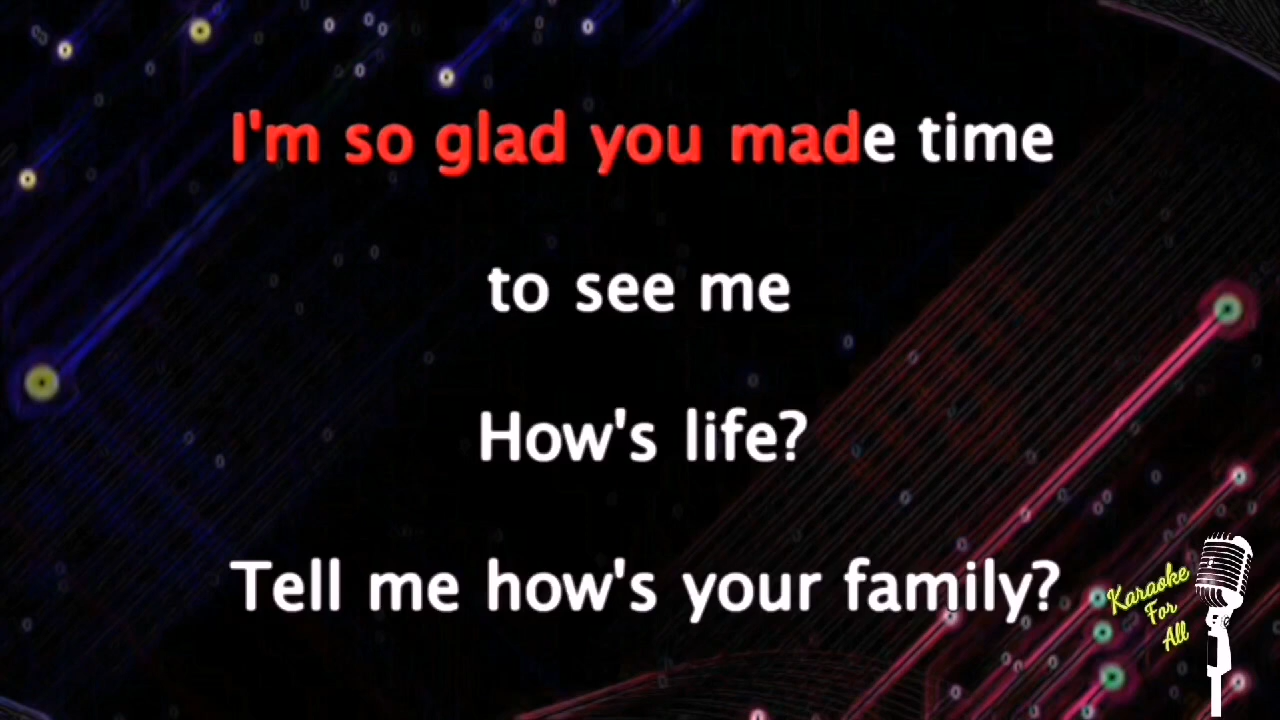 I'm so glad you made time
to see me
How's life?
Tell me how's your family?
Karaoke
For
All